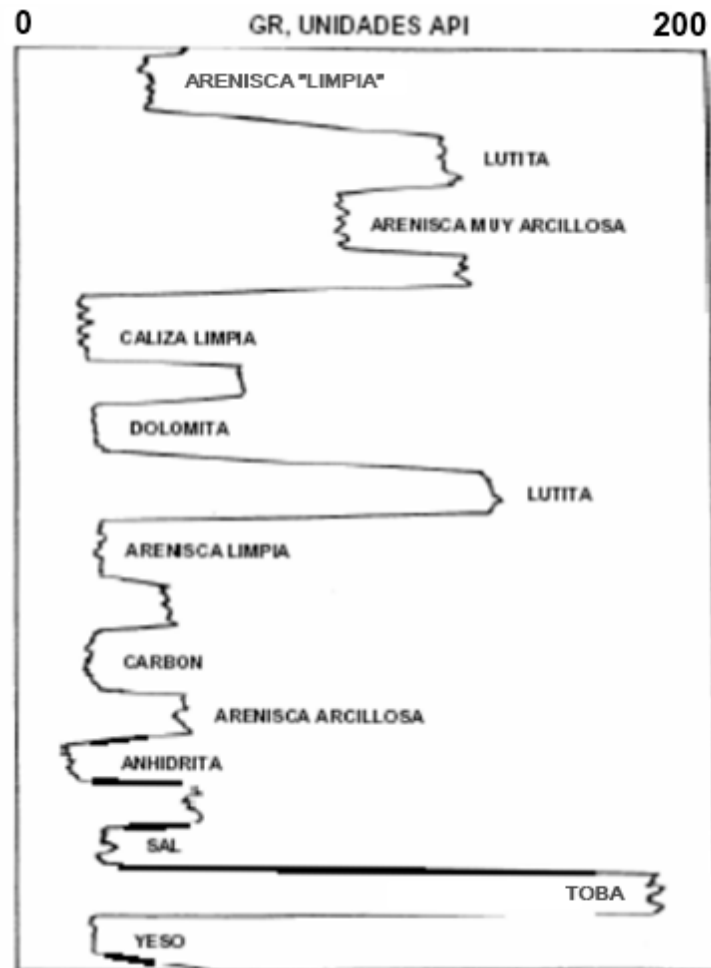 0 GR, UNIDADES API 200
ARENISCA "LIMPIA"
LUTITA
ARENISCA MUY ARCILLOSA
CALIZA LIMPIA
DOLOMITA
LUTITA
ARENISCA LIMPIA
CARBON
ARENISCA ARCILLOSA
ANHIDRITA
SAL
TOBA
YESO